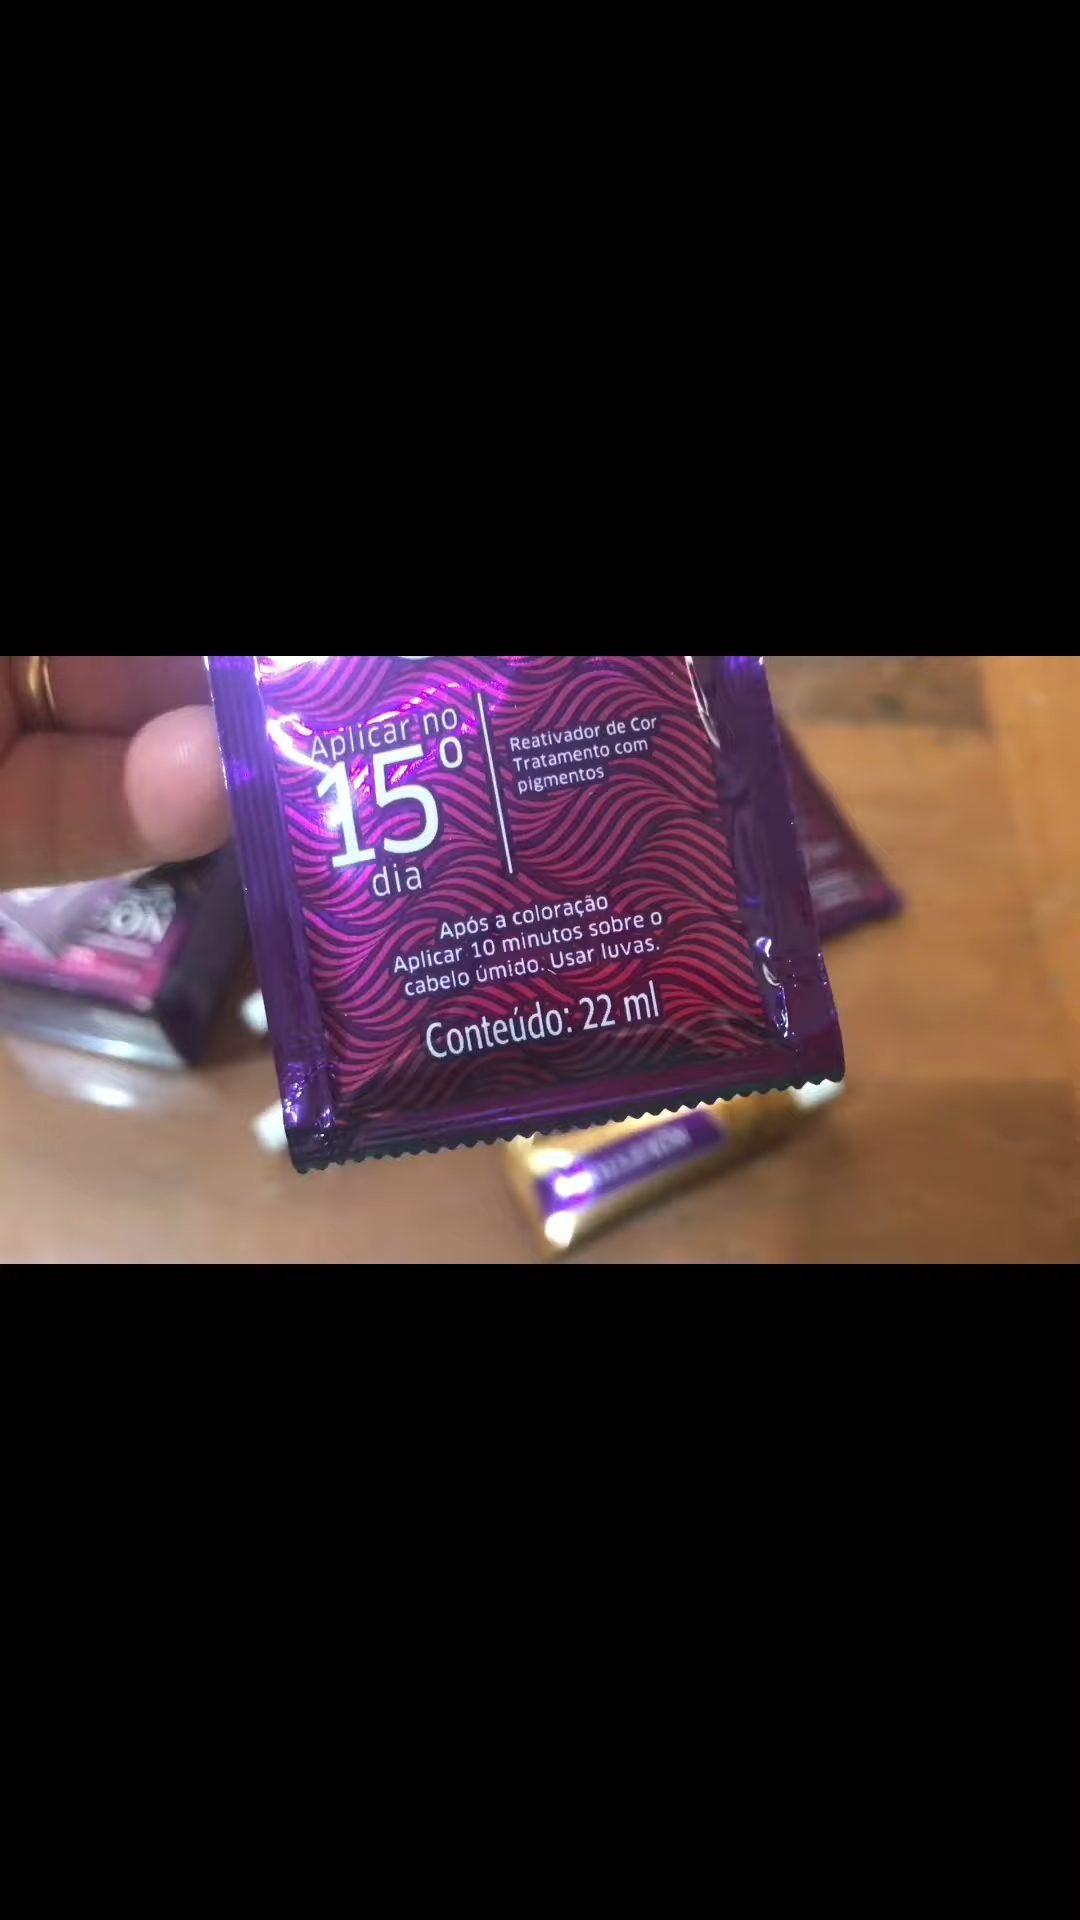 Aplicar no
15º
dia
Reativador de Cor
Tratamento com
pigmentos
Após a coloração
Aplicar 10 minutos sobre o
cabelo úmido. Usar luvas.
Conteúdo: 22 ml